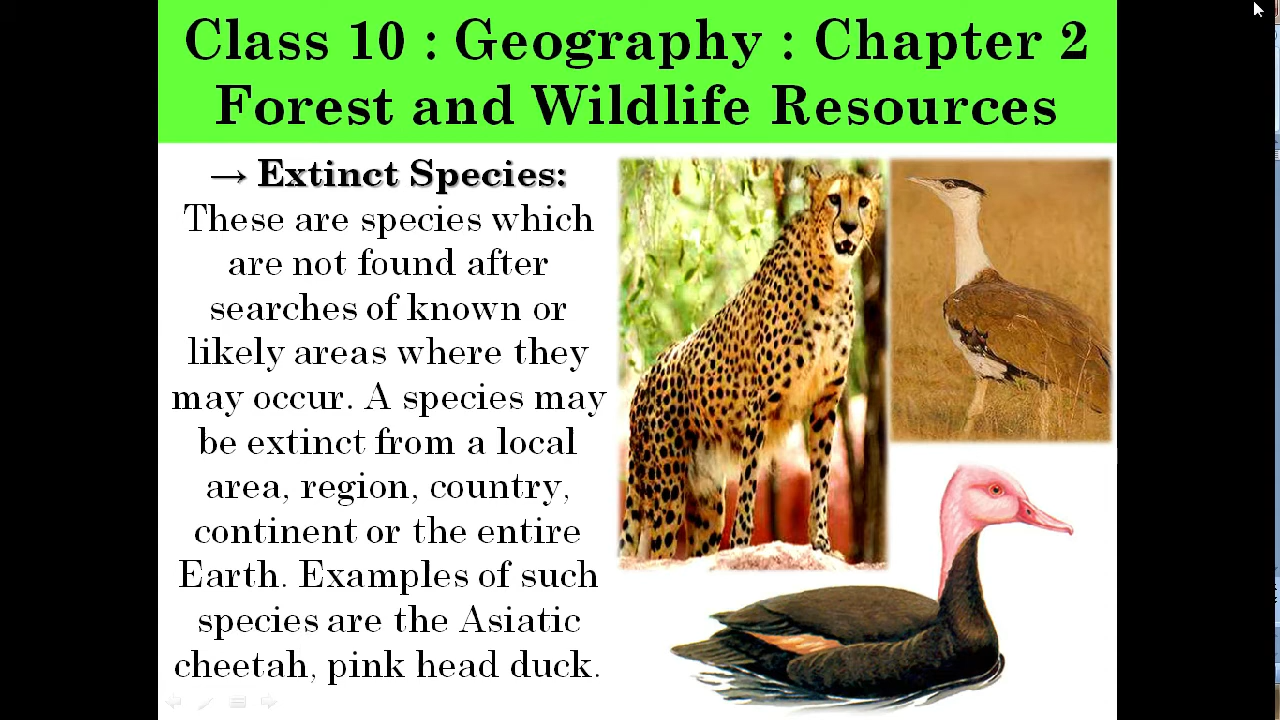 Class 10 : Geography : Chapter 2
Forest and Wildlife Resources
→ Extinct Species:
These are species which
are not found after
searches of known or
likely areas where they
may occur. A species may
be extinct from a local
area, region, country,
continent or the entire
Earth. Examples of such
species are the Asiatic
cheetah, pink head duck.